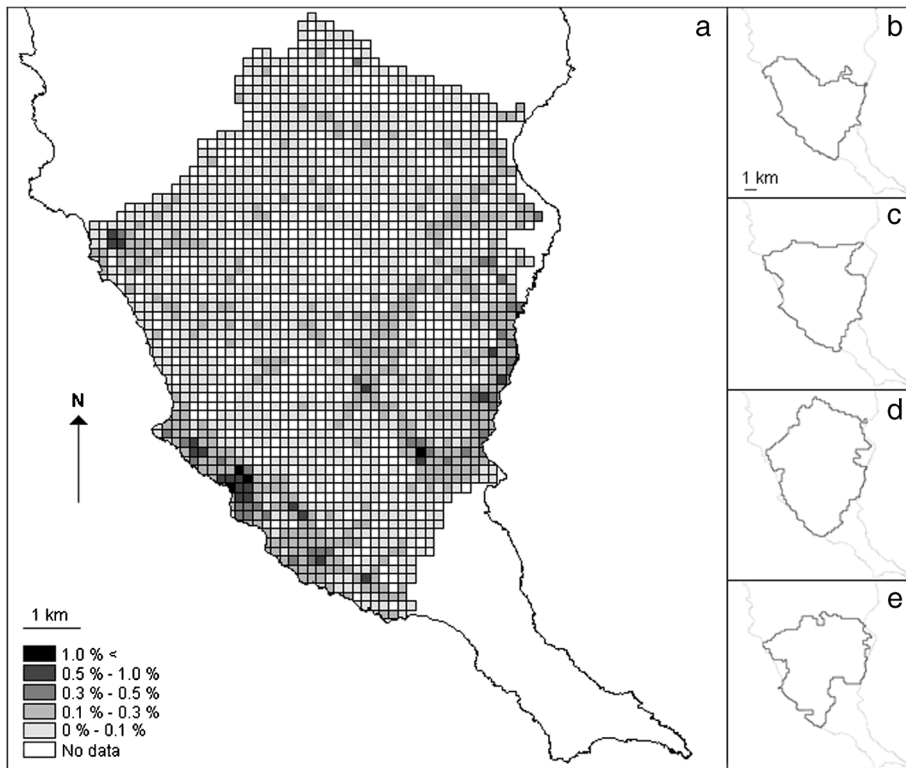 a
b
1 km
c
N
d
e
1 km
1.0 % <
0.5 % - 1.0 %
0.3 % - 0.5 %
0.1 % - 0.3 %
0 % - 0.1 %
No data